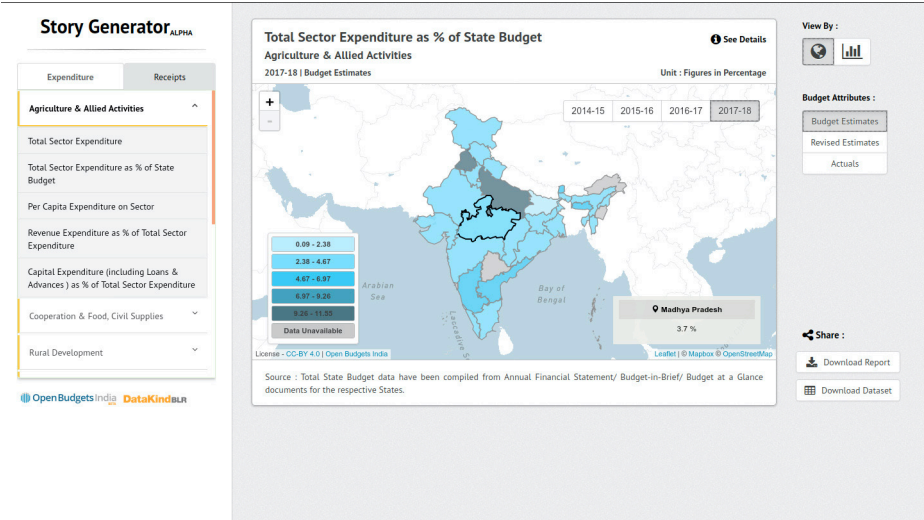 Story Generator ALPHA
Expenditure
Receipts
Agriculture & Allied Activities
Total Sector Expenditure
Total Sector Expenditure as % of State
Budget
Per Capita Expenditure on Sector
Revenue Expenditure as % of Total Sector
Expenditure
Capital Expenditure (including Loans &
Advances ) as % of Total Sector Expenditure
Cooperation & Food, Civil Supplies
Rural Development
OpenBudgetsIndia
DataKindBLR
Total Sector Expenditure as % of State Budget
See Details
Agriculture & Allied Activities
2017-18 | Budget Estimates
Unit : Figures in Percentage
+
-
2014-15
2015-16
2016-17
2017-18
0.09 - 2.38
2.38 - 4.67
4.67 - 6.97
6.97 - 9.26
9.26 - 11.55
Data Unavailable
Arabian
Sea
Bay of
Bengal
Laccadive
Madhya Pradesh
3.7 %
License - CC-BY 4.0 | Open Budgets India
Leaflet | © Mapbox © OpenStreetMap
Source : Total State Budget data have been compiled from Annual Financial Statement/ Budget-in-Brief/ Budget at a Glance
documents for the respective States.
View By :
Budget Attributes :
Budget Estimates
Revised Estimates
Actuals
Share :
Download Report
Download Dataset